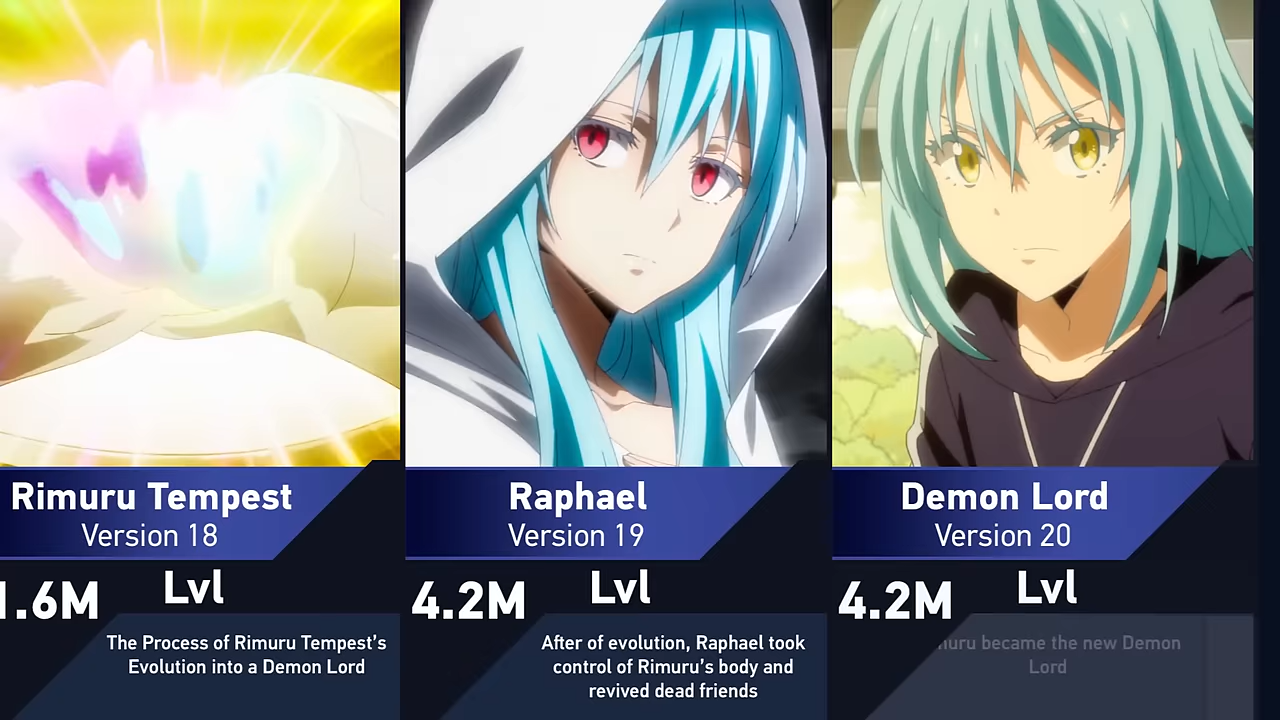 Rimuru Tempest
Version 18
1.6M
Lvl
The Process of Rimuru Tempest's
Evolution into a Demon Lord
Raphael
Version 19
4.2M
Lvl
After of evolution, Raphael took
control of Rimuru's body and
revived dead friends
Demon Lord
Version 20
4.2M
Lvl
became the new Demon
Lord